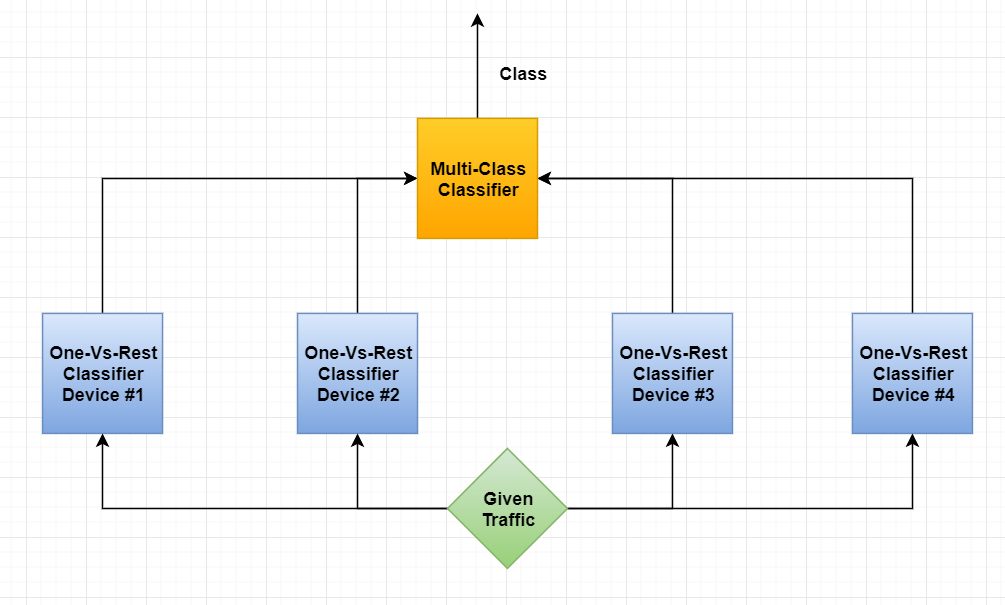 Class
Multi-Class
Classifier
One-Vs-Rest
Classifier
Device #1
One-Vs-Rest
Classifier
Device #2
One-Vs-Rest
Classifier
Device #3
One-Vs-Rest
Classifier
Device #4
Given
Traffic